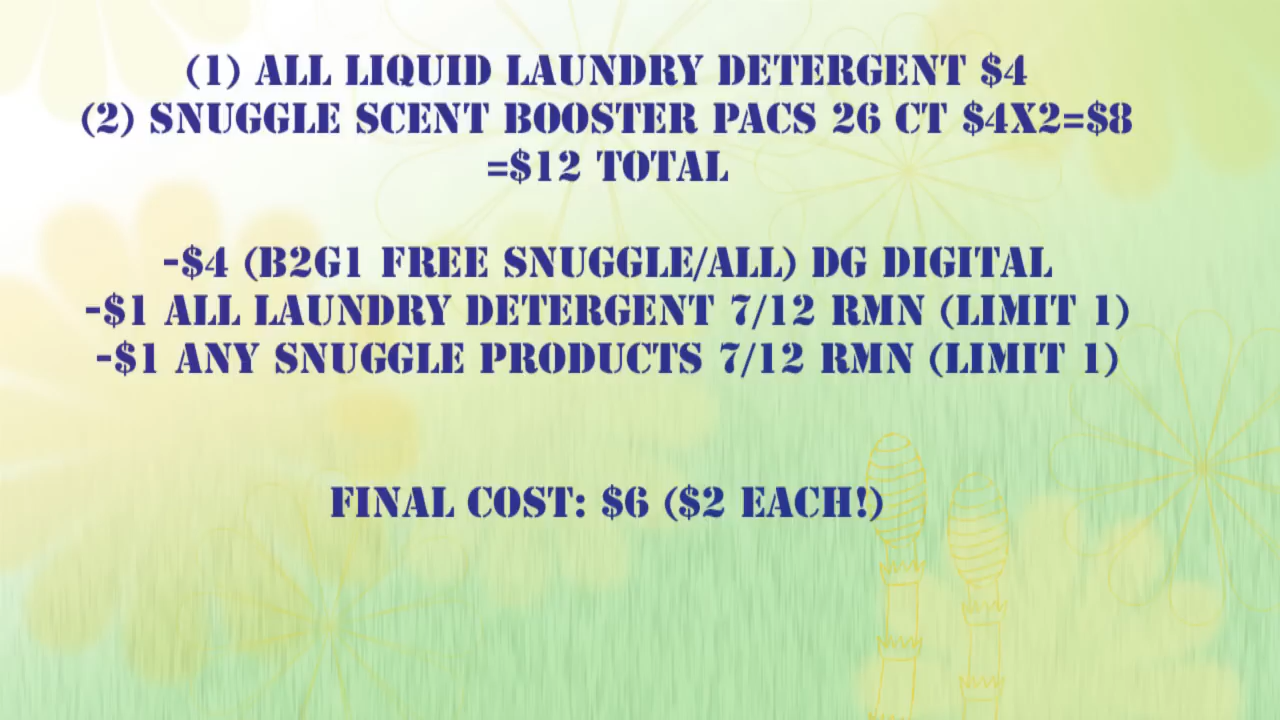 (1) ALL LIQUID LAUNDRY DETERGENT $4
(2) SNUGGLE SCENT BOOSTER PACS 26 CT $4X2=$8
=$12 TOTAL
-$4 (B2G1 FREE SNUGGLE/ALL) DG DIGITAL
-$1 ALL LAUNDRY DETERGENT 7/12 RMN (LIMIT 1)
-$1 ANY SNUGGLE PRODUCTS 7/12 RMN (LIMIT 1)
FINAL COST: $6 ($2 EACH!)